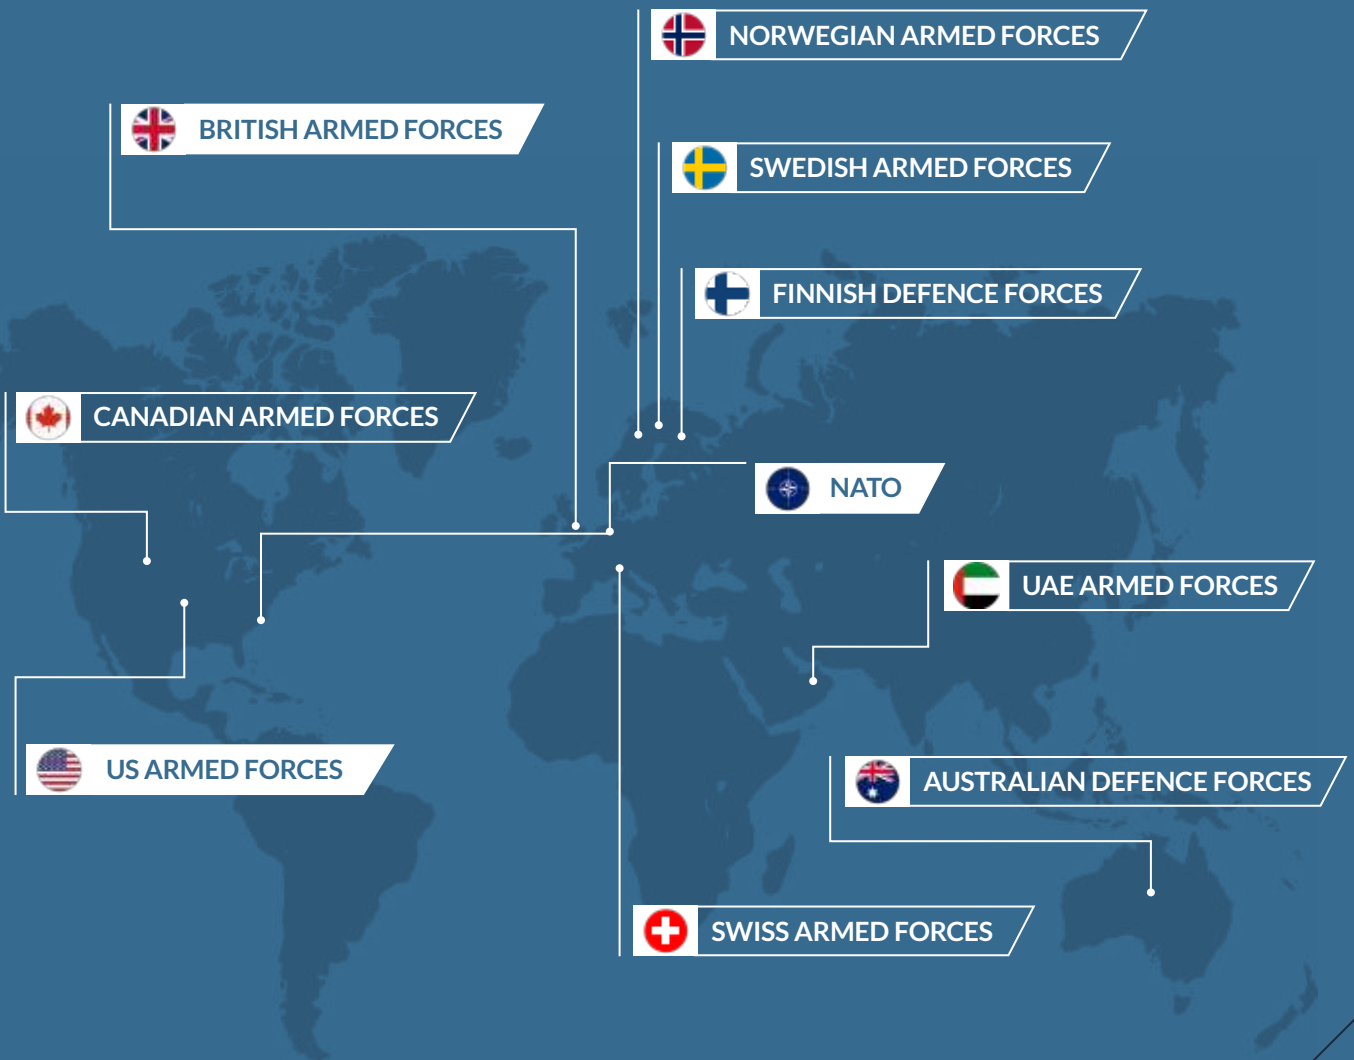 NORWEGIAN ARMED FORCES
BRITISH ARMED FORCES
SWEDISH ARMED FORCES
FINNISH DEFENCE FORCES
CANADIAN ARMED FORCES
NATO
UAE ARMED FORCES
US ARMED FORCES
AUSTRALIAN DEFENCE FORCES
SWISS ARMED FORCES